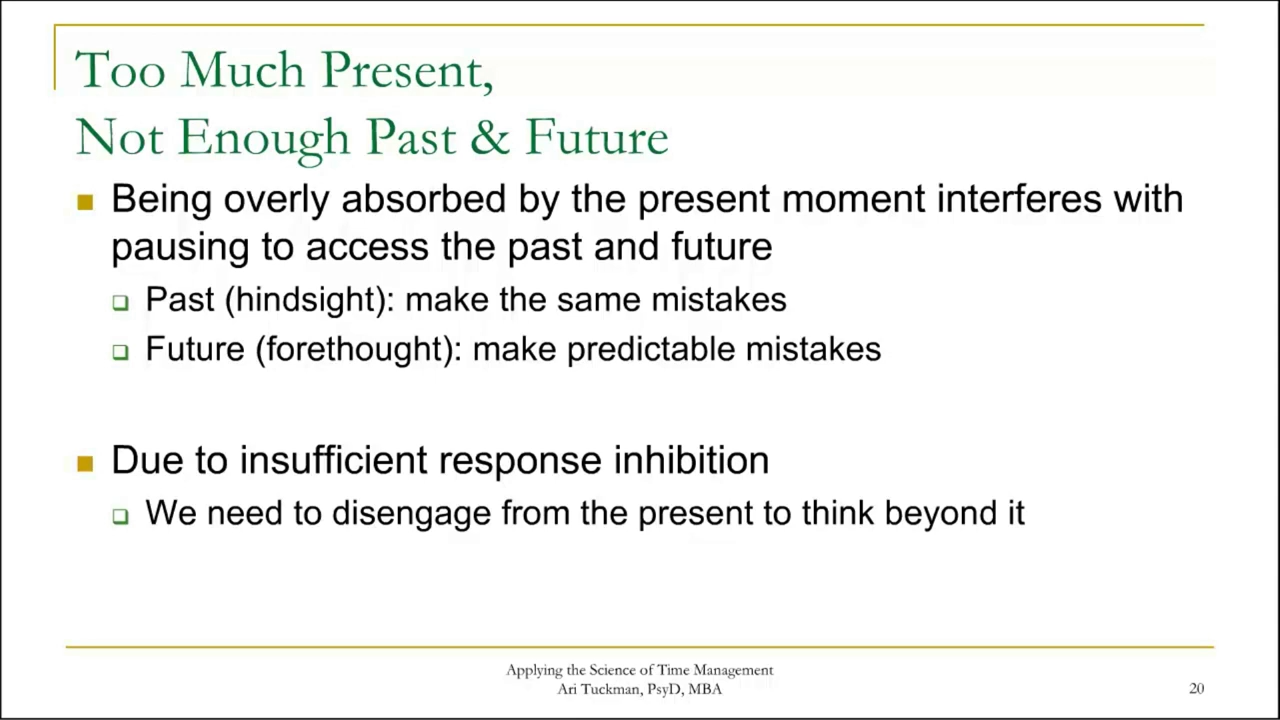 Too Much Present,
Not Enough Past & Future
Being overly absorbed by the present moment interferes with
pausing to access the past and future
Past (hindsight): make the same mistakes
Future (forethought): make predictable mistakes
Due to insufficient response inhibition
We need to disengage from the present to think beyond it
Applying the Science of Time Management
Ari Tuckman, PsyD, MBA
20